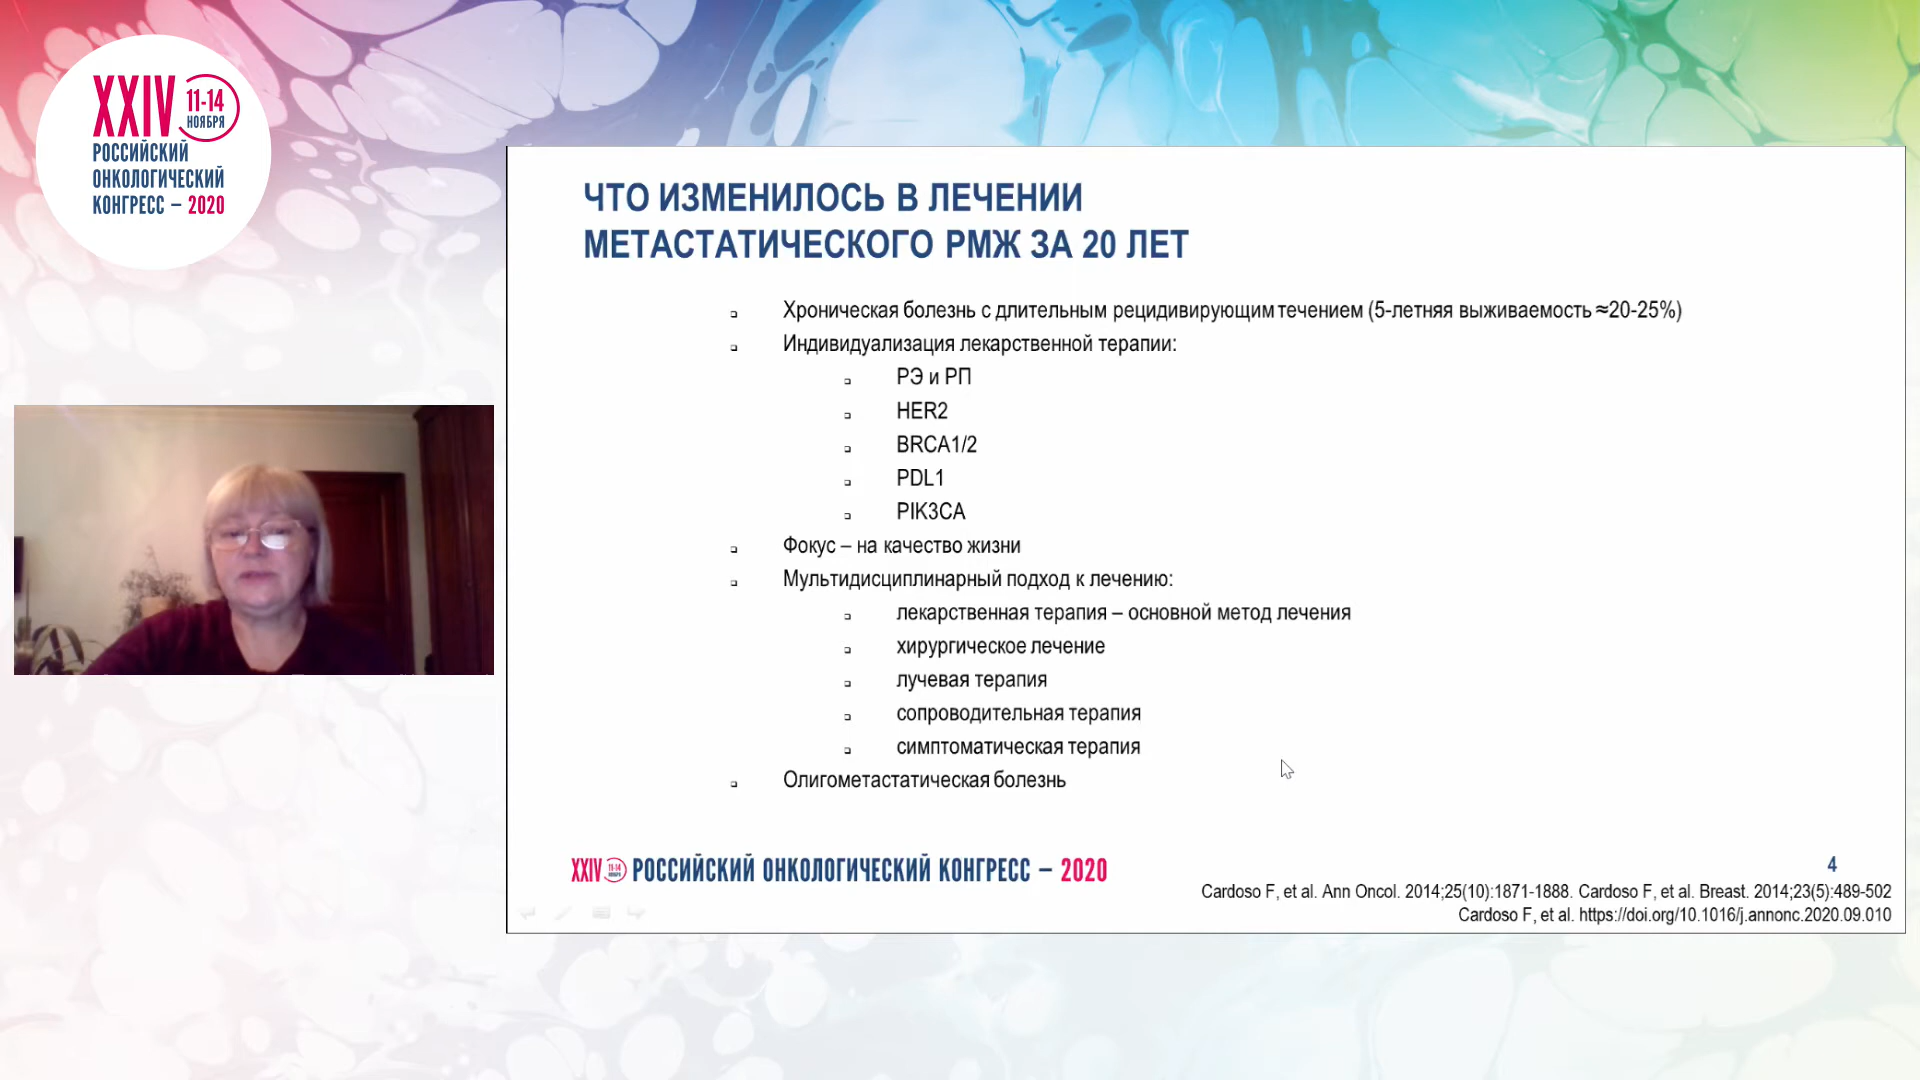 XXIV 11-14
НОЯБРЯ
РОССИЙСКИЙ
ОНКОЛОГИЧЕСКИЙ
КОНГРЕСС – 2020
ЧТО ИЗМЕНИЛОСЬ В ЛЕЧЕНИИ
МЕТАСТАТИЧЕСКОГО РМЖ ЗА 20 ЛЕТ
Хроническая болезнь с длительным рецидивирующим течением (5-летняя выживаемость ≈20-25%)
Индивидуализация лекарственной терапии:
РЭ и РП
HER2
BRCA1/2
PDL1
PIK3CA
Фокус – на качество жизни
Мультидисциплинарный подход к лечению:
лекарственная терапия – основной метод лечения
хирургическое лечение
лучевая терапия
сопроводительная терапия
симптоматическая терапия
Олигометастатическая болезнь
XXIV 11-14 НОЯБРЯ РОССИЙСКИЙ ОНКОЛОГИЧЕСКИЙ КОНГРЕСС – 2020
4
Cardoso F, et al. Ann Oncol. 2014;25(10):1871-1888. Cardoso F, et al. Breast. 2014;23(5):489-502
Cardoso F, et al. https://doi.org/10.1016/j.annonc.2020.09.010